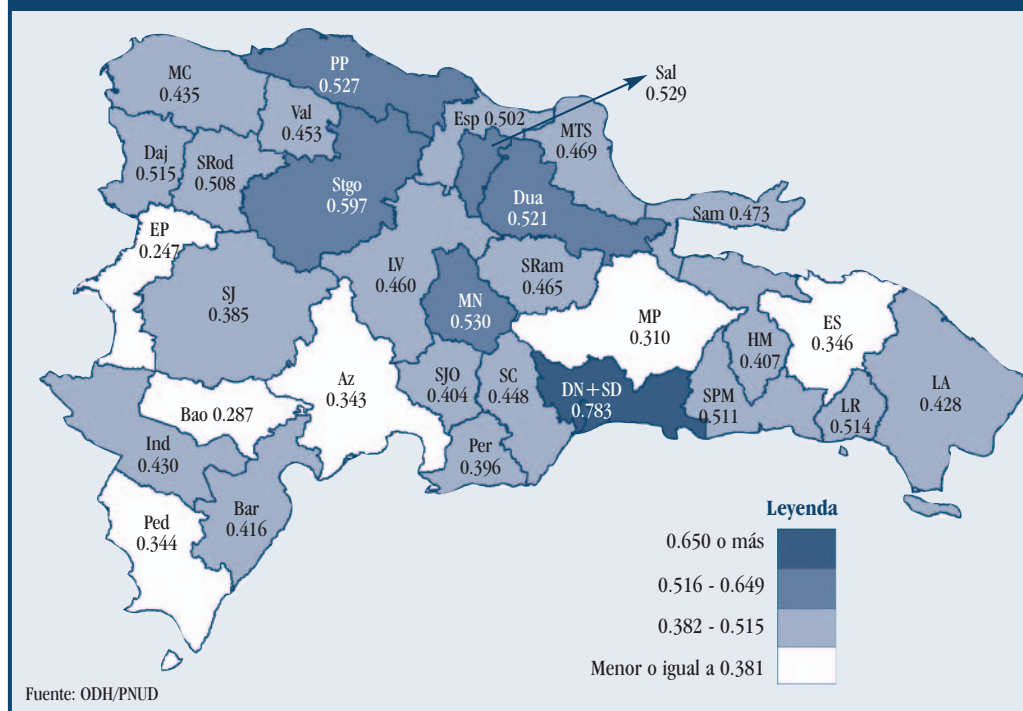 PP
0.527
Sal
0.529
MC
0.435
Val
0.453
Esp 0.502
MTS
0.469
Daj
0.515
SRod
0.508
Stgo
0.597
Dua
0.521
Sam 0.473
EP
0.247
SJ
0.385
LV
0.460
SRam
0.465
MN
0.530
MP
0.310
ES
0.346
HM
0.407
Az
0.343
SJO
0.404
SC
0.448
DN+SD
0.783
SPM
0.511
LR
0.514
LA
0.428
Bao 0.287
Ind
0.430
Per
0.396
Bar
0.416
Ped
0.344
Leyenda
0.650 o más
0.516 - 0.649
0.382 - 0.515
Menor o igual a 0.381
Fuente: ODH/PNUD